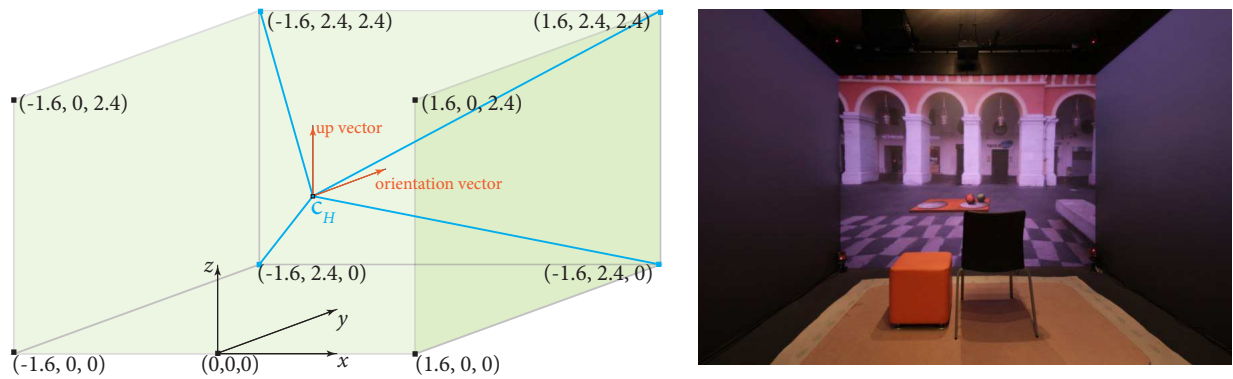 (-1.6, 2.4, 2.4)
(1.6, 2.4, 2.4)
(-1.6, 0, 2.4)
(1.6, 0, 2.4)
up vector
orientation vector
C_H
(-1.6, 2.4, 0)
(-1.6, 2.4, 0)
z
y
x
(-1.6, 0, 0)
(0,0,0)
(1.6, 0, 0)